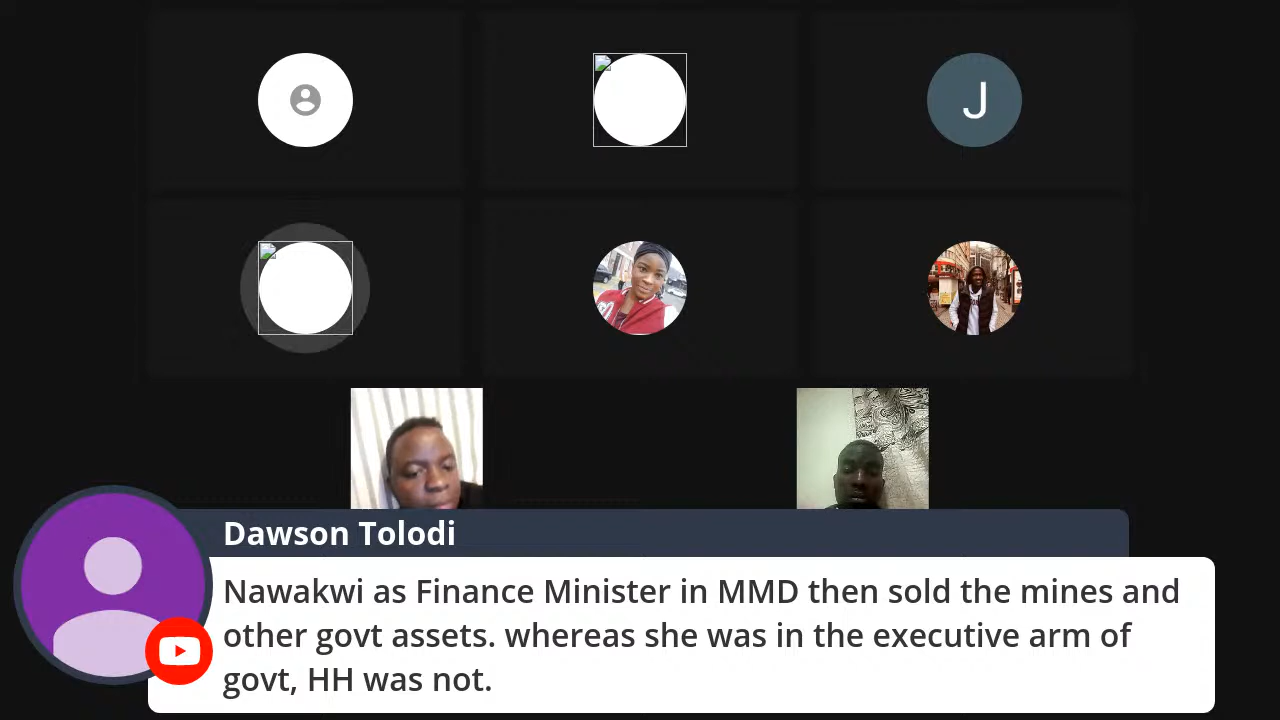 J
Dawson Tolodi
Nawakwi as Finance Minister in MMD then sold the mines and
other govt assets. whereas she was in the executive arm of
govt, HH was not.